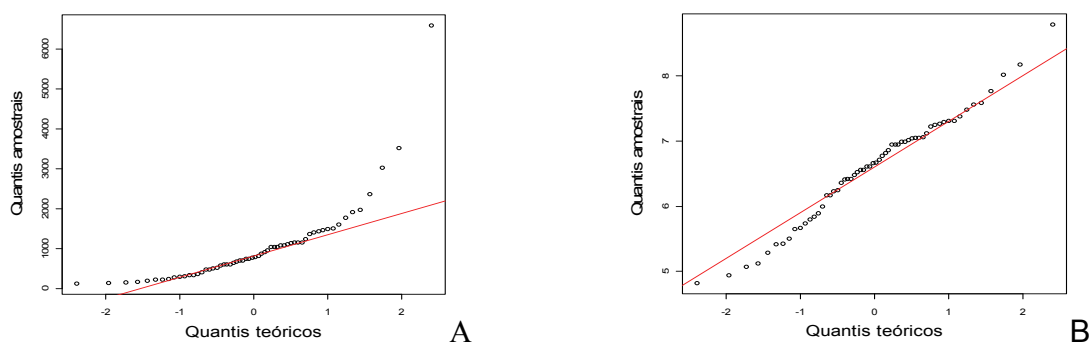 6000
5000
4000
3000
2000
1000
0
Quantis amostrais
-2 -1 0 1 2
Quantis teóricos
A
8
7
6
5
Quantis amostrais
-2 -1 0 1 2
Quantis teóricos
B